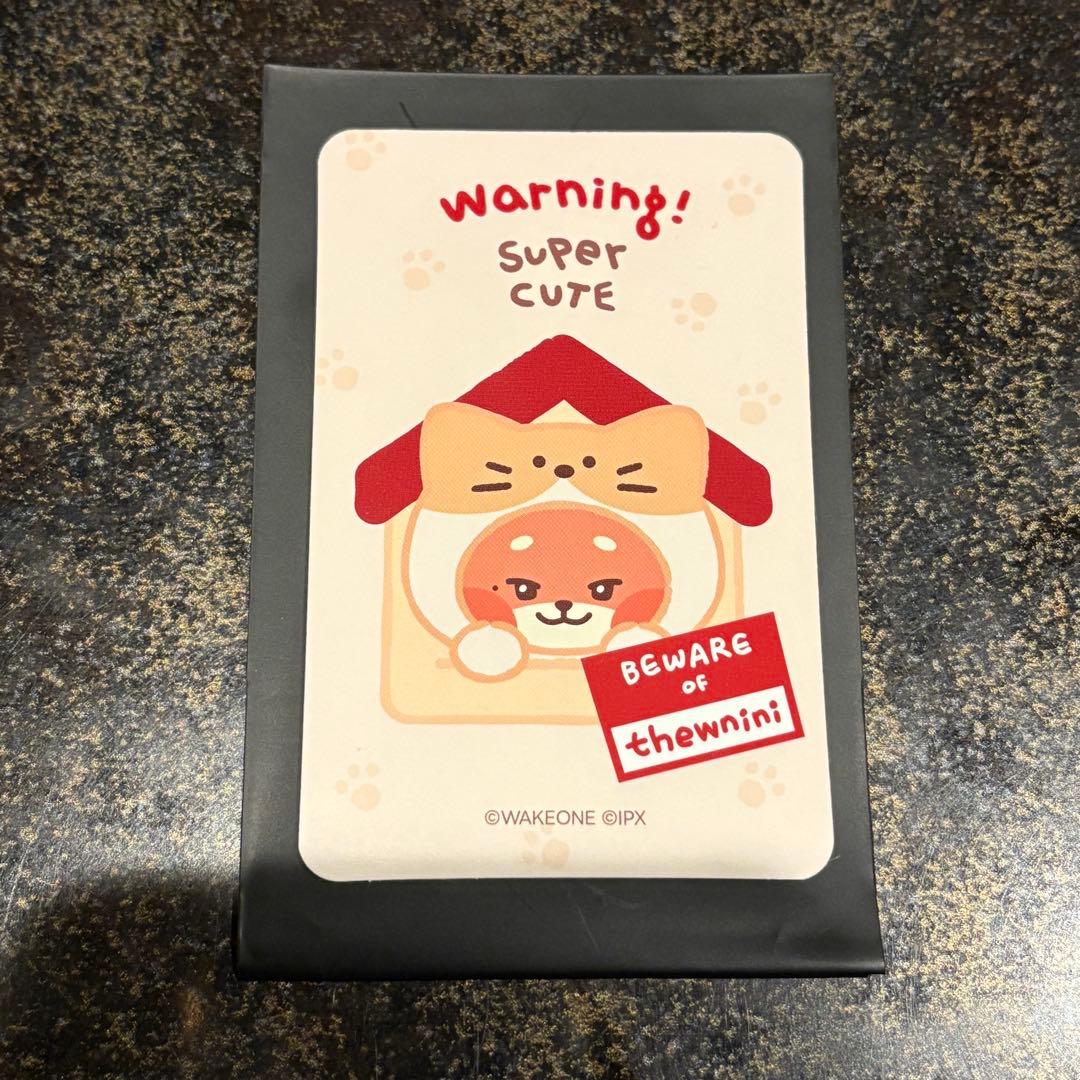 Warning!
SUPer
CUTE
BEWARE
OF
thewnini
©WAKEONE ©IPX